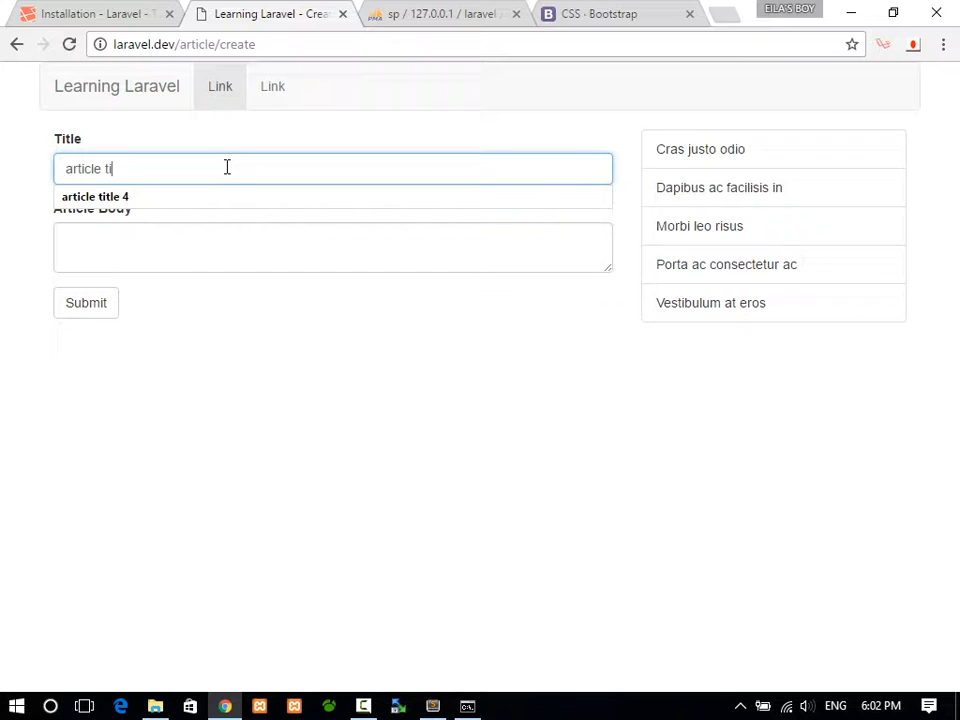 EILA'S BOY
Installation - Laravel - T
Learning Laravel - Crea
sp / 127.0.0.1 / laravel /
CSS · Bootstrap
laravel.dev/article/create
Learning Laravel
Link
Link
Title
article ti
article title 4
Article Body
Submit
Cras justo odio
Dapibus ac facilisis in
Morbi leo risus
Porta ac consectetur ac
Vestibulum at eros
ENG
6:02 PM